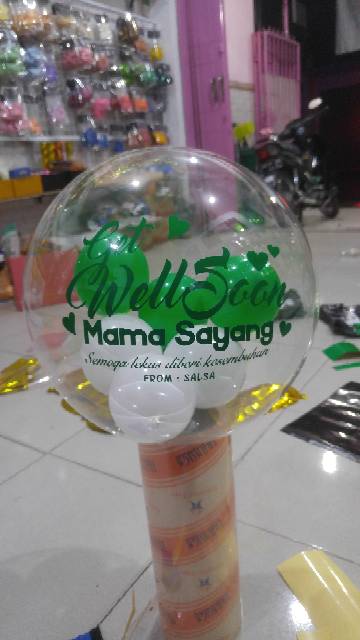 Get
Well Soon
Mama Sayang
Semoga lekas diberi kesembuhan
FROM - SALSA